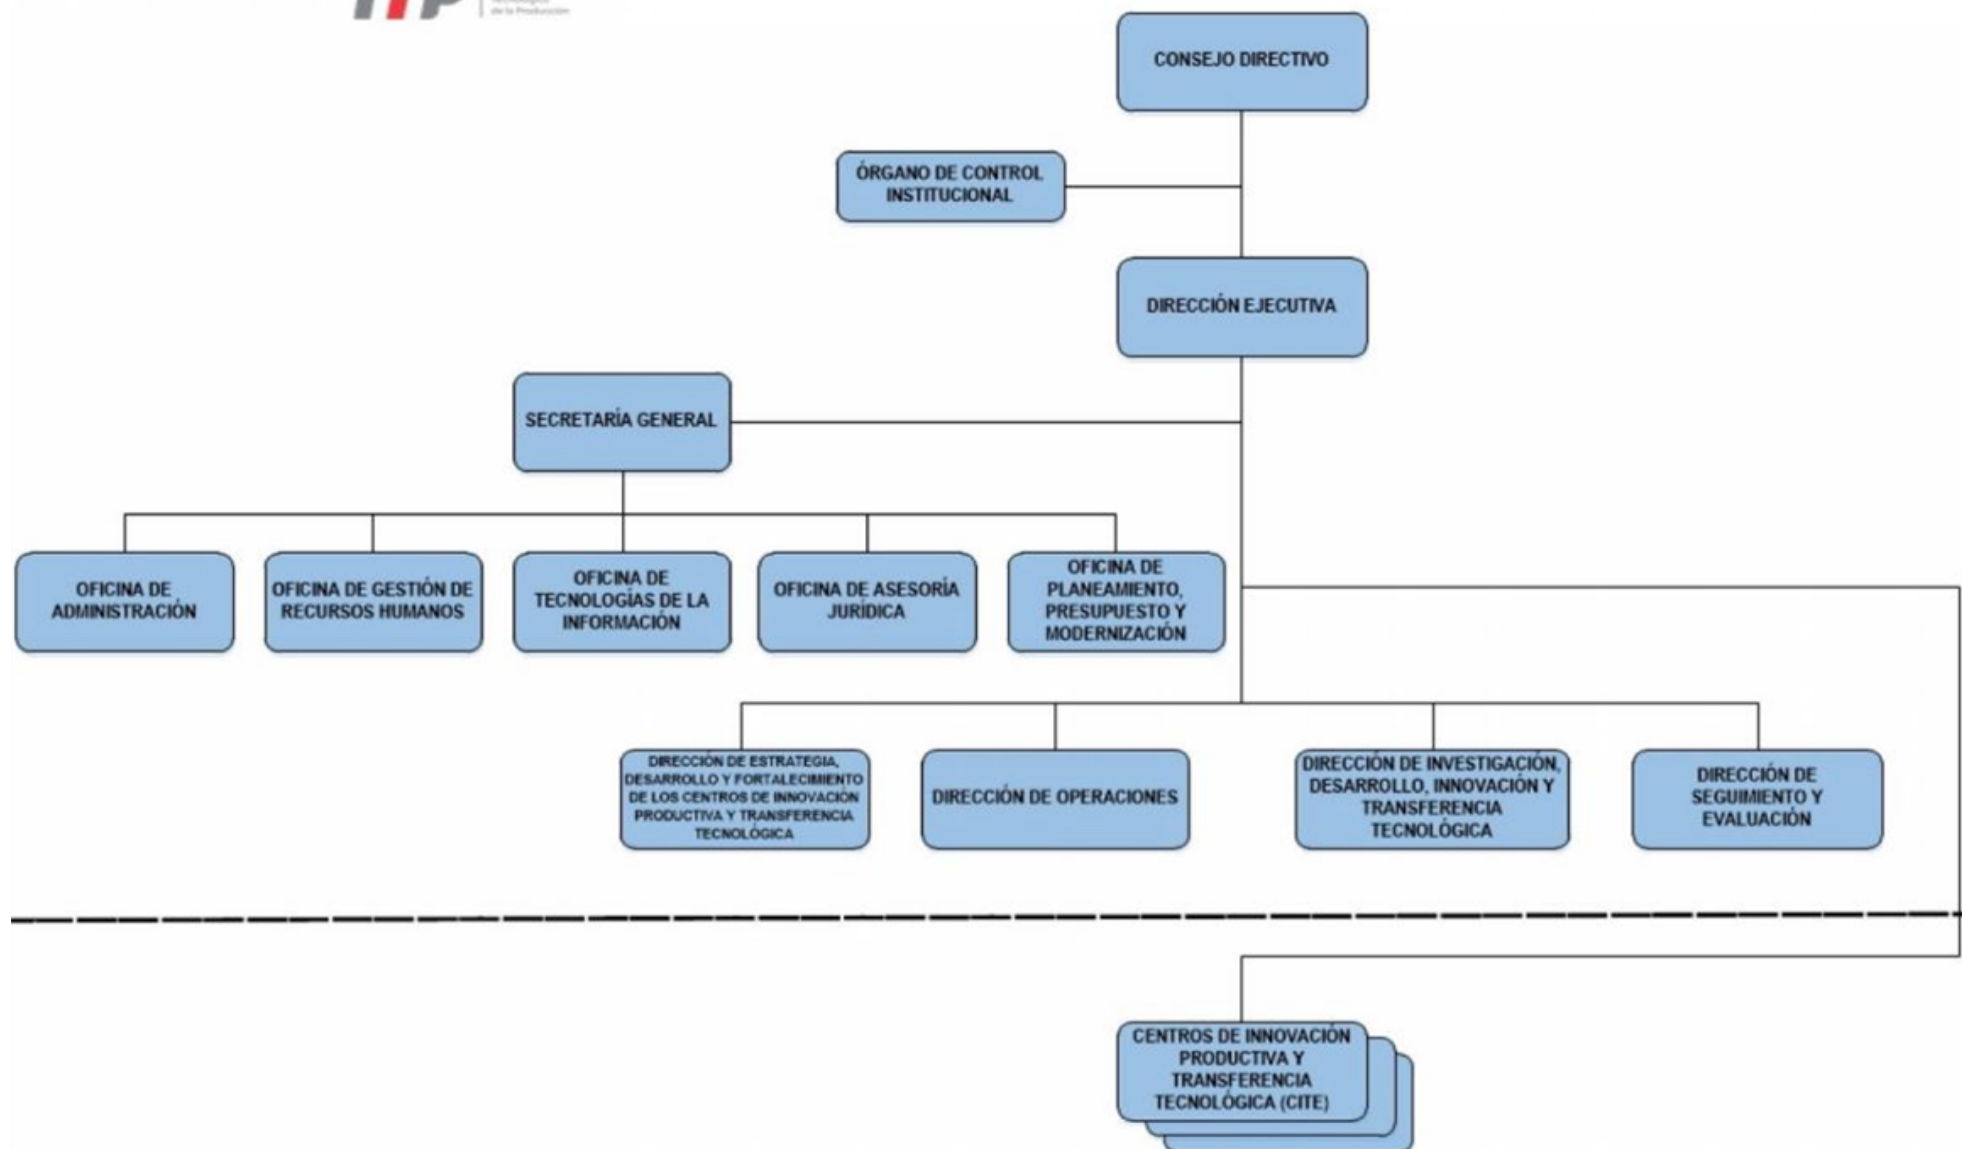 de la Producción
CONSEJO DIRECTIVO
ÓRGANO DE CONTROL
INSTITUCIONAL
DIRECCIÓN EJECUTIVA
SECRETARÍA GENERAL
OFICINA DE
ADMINISTRACIÓN
OFICINA DE GESTIÓN DE
RECURSOS HUMANOS
OFICINA DE
TECNOLOGÍAS DE LA
INFORMACIÓN
OFICINA DE ASESORÍA
JURÍDICA
OFICINA DE
PLANEAMIENTO,
PRESUPUESTO Y
MODERNIZACIÓN
DIRECCIÓN DE ESTRATEGIA,
DESARROLLO Y FORTALECIMIENTO
DE LOS CENTROS DE INNOVACIÓN
PRODUCTIVA Y TRANSFERENCIA
TECNOLÓGICA
DIRECCIÓN DE OPERACIONES
DIRECCIÓN DE INVESTIGACIÓN,
DESARROLLO, INNOVACIÓN Y
TRANSFERENCIA
TECNOLÓGICA
DIRECCIÓN DE
SEGUIMIENTO Y
EVALUACIÓN
CENTROS DE INNOVACIÓN
PRODUCTIVA Y
TRANSFERENCIA
TECNOLÓGICA (CITE)